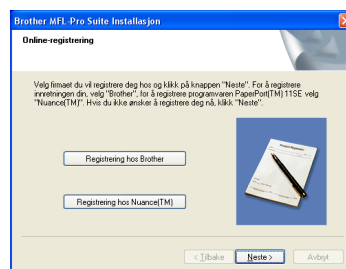 Brother MFL-Pro Suite Installasjon
Online-registrering
Velg firmaet du vil registrere deg hos og klikk på knappen "Neste". For å registrere
innretningen din, velg "Brother", for å registrere programvaren PaperPort(TM) 11SE velg
"Nuance(TM)". Hvis du ikke ønsker å registrere deg nå, klikk "Neste".
Registrering hos Brother
Registrering hos Nuance(TM)
< Tilbake Neste > Avbryt